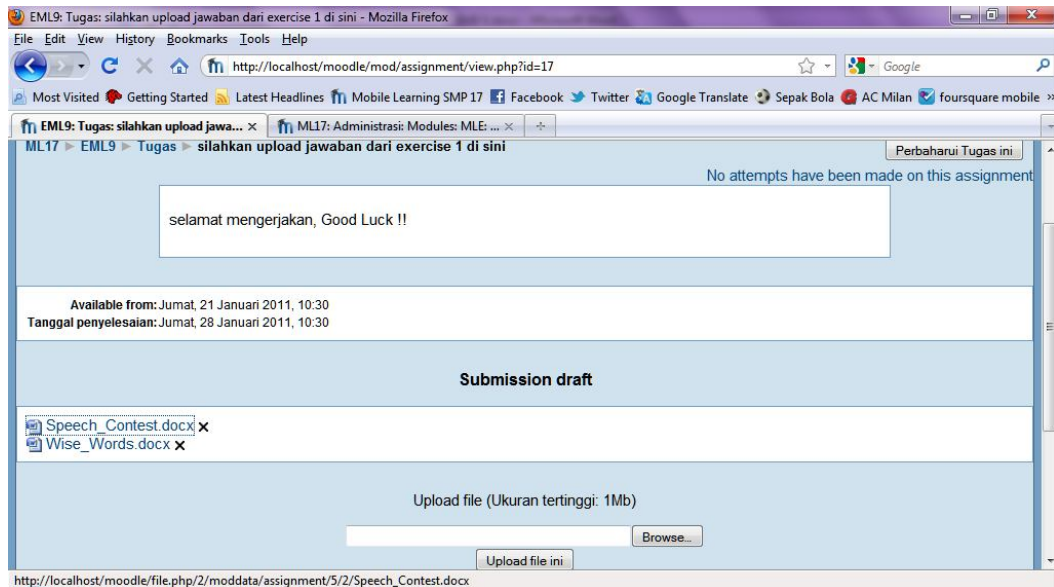 EML9: Tugas: silahkan upload jawaban dari exercise 1 di sini - Mozilla Firefox
File Edit View History Bookmarks Tools Help
http://localhost/moodle/mod/assignment/view.php?id=17 Google
Most Visited Getting Started Latest Headlines Mobile Learning SMP 17 Facebook Twitter Google Translate Sepak Bola AC Milan foursquare mobile »
EML9: Tugas: silahkan upload jawa... × ML17: Administrasi: Modules: MLE: ... ×
ML17 ► EML9 ► Tugas ► silahkan upload jawaban dari exercise 1 di sini Perbaharui Tugas ini
No attempts have been made on this assignment
selamat mengerjakan, Good Luck !!
Available from: Jumat, 21 Januari 2011, 10:30
Tanggal penyelesaian: Jumat, 28 Januari 2011, 10:30
Submission draft
Speech_Contest.docx
Wise_Words.docx
Upload file (Ukuran tertinggi: 1Mb)
Browse...
Upload file ini
http://localhost/moodle/file.php/2/moddata/assignment/5/2/Speech_Contest.docx